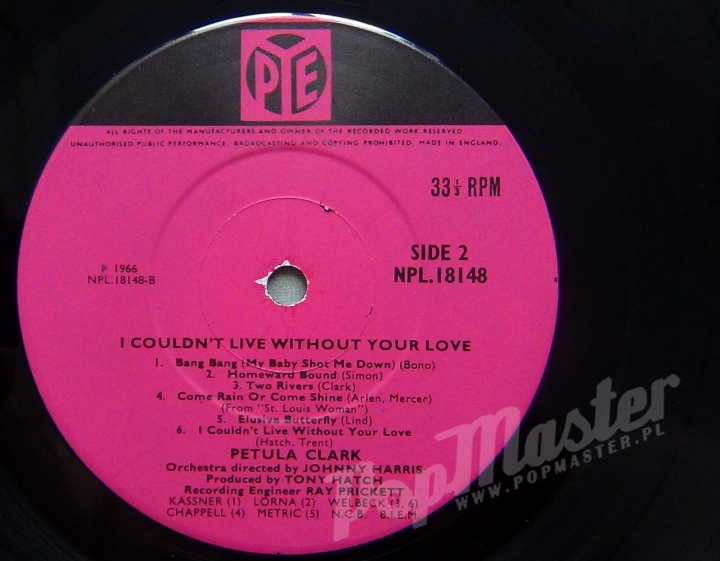 PYE
ALL RIGHTS OF THE MANUFACTURERS AND OWNER OF THE RECORDED WORK RESERVED
UNAUTHORISED PUBLIC PERFORMANCE, BROADCASTING AND COPYING PROHIBITED. MADE IN ENGLAND.
33⅓ RPM
SIDE 2
NPL.18148
℗ 1966
NPL.18148-B
I COULDN'T LIVE WITHOUT YOUR LOVE
1. Bang Bang (My Baby Shot Me Down) (Bono)
2. Homeward Bound (Simon)
3. Two Rivers (Clark)
4. Come Rain Or Come Shine (Arlen, Mercer)
(From "St. Louis Woman")
5. Elusive Butterfly (Lind)
6. I Couldn't Live Without Your Love
(Hatch, Trent)
PETULA CLARK
Orchestra directed by JOHNNY HARRIS
Produced by TONY HATCH
Recording Engineer RAY PRICKETT
KASSNER (1) LORNA (2) WELBECK (3, 6)
CHAPPELL (4) METRIC (5) N.C.B. B.I.E.M.
PopMaster
WWW.POPMASTER.PL